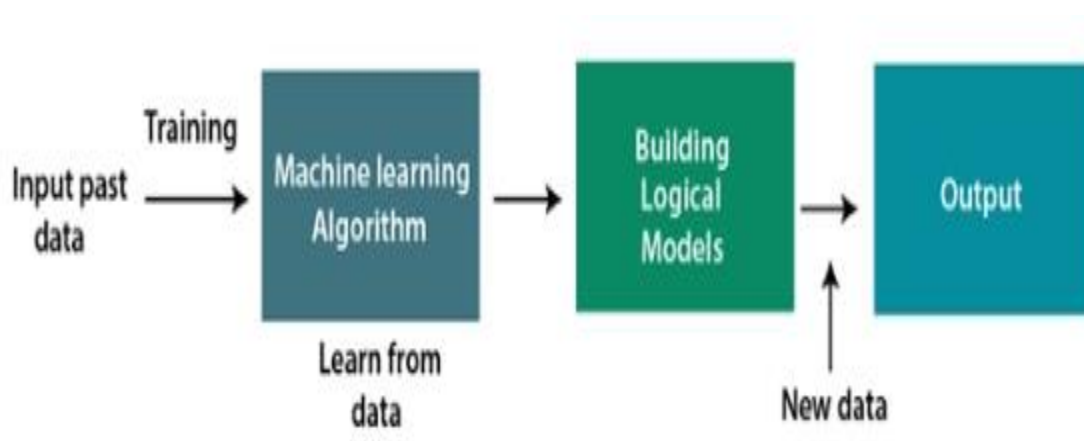 Training
Input past
data
Machine learning
Algorithm
Learn from
data
Building
Logical
Models
New data
Output